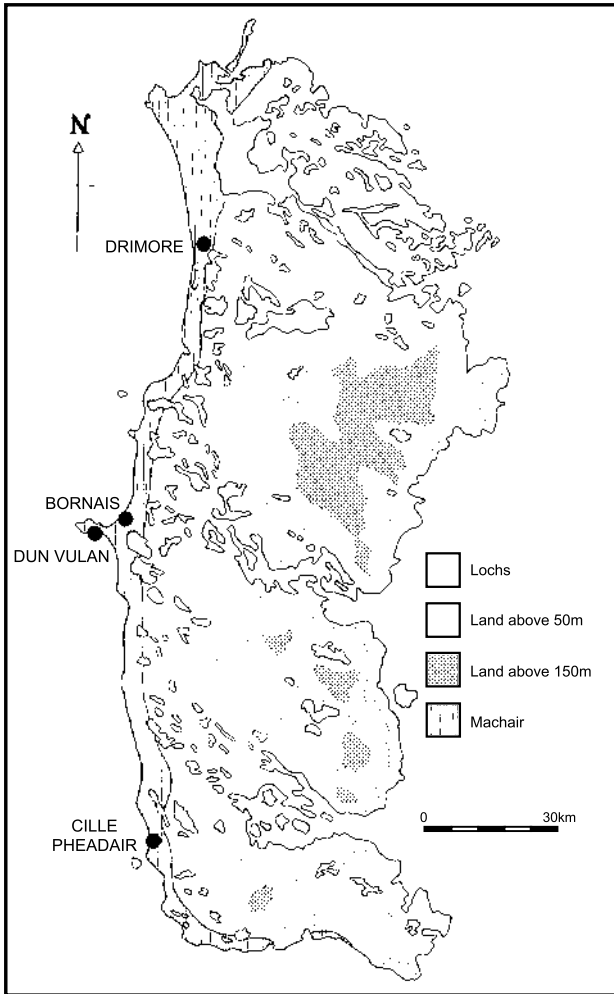 N
DRIMORE
BORNAIS
DUN VULAN
Lochs
Land above 50m
Land above 150m
Machair
0 30km
CILLE
PHEADAIR